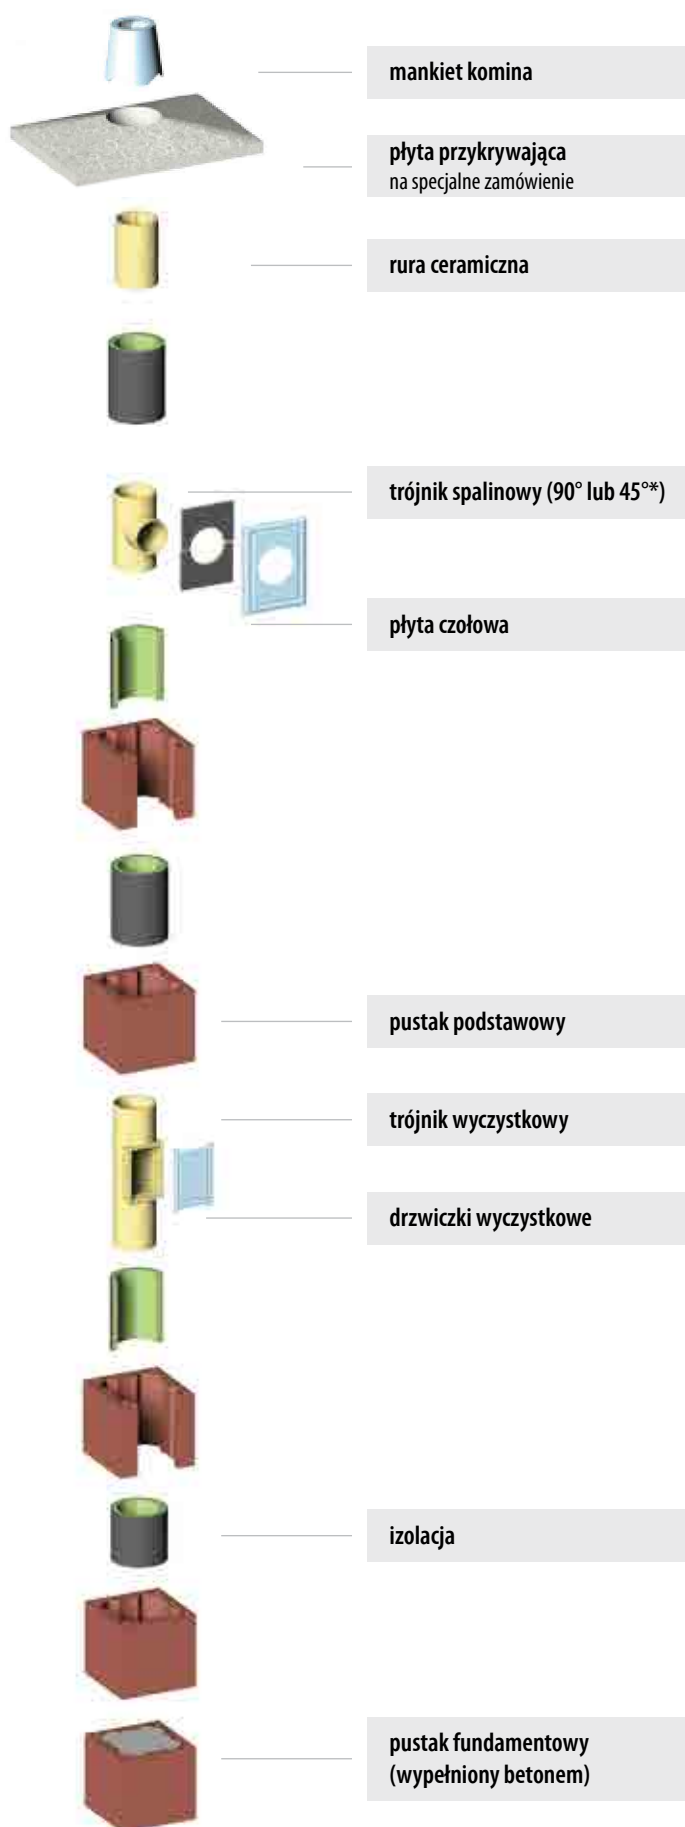 mankiet komina
płyta przykrywająca
na specjalne zamówienie
rura ceramiczna
trójnik spalinowy (90° lub 45°*)
płyta czołowa
pustak podstawowy
trójnik wyczystkowy
drzwiczki wyczystkowe
izolacja
pustak fundamentowy
(wypełniony betonem)